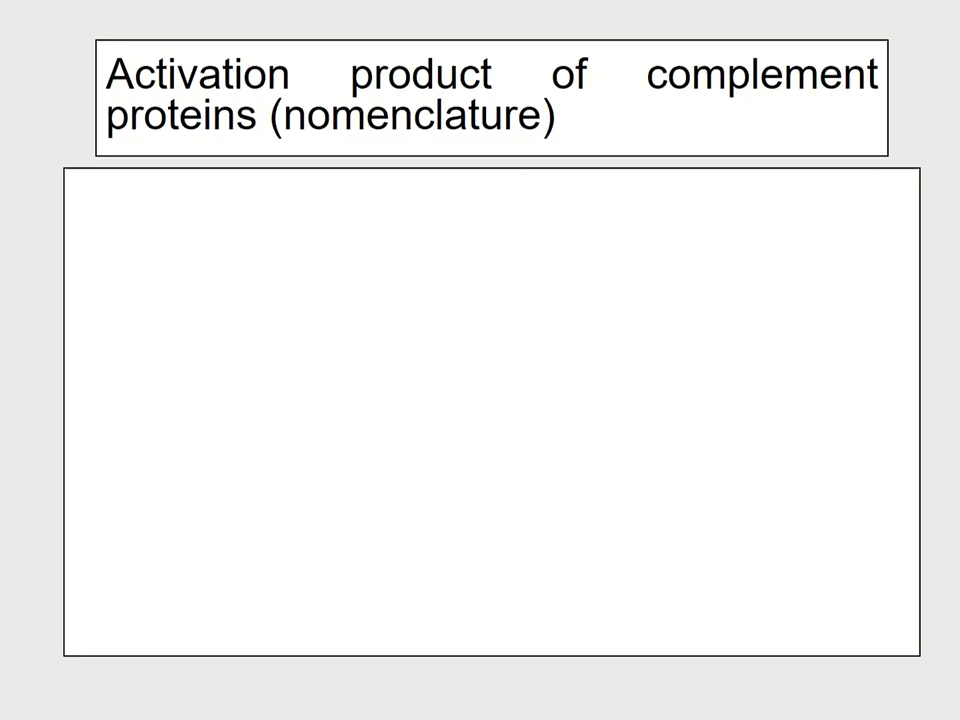 Activation product of complement
proteins (nomenclature)